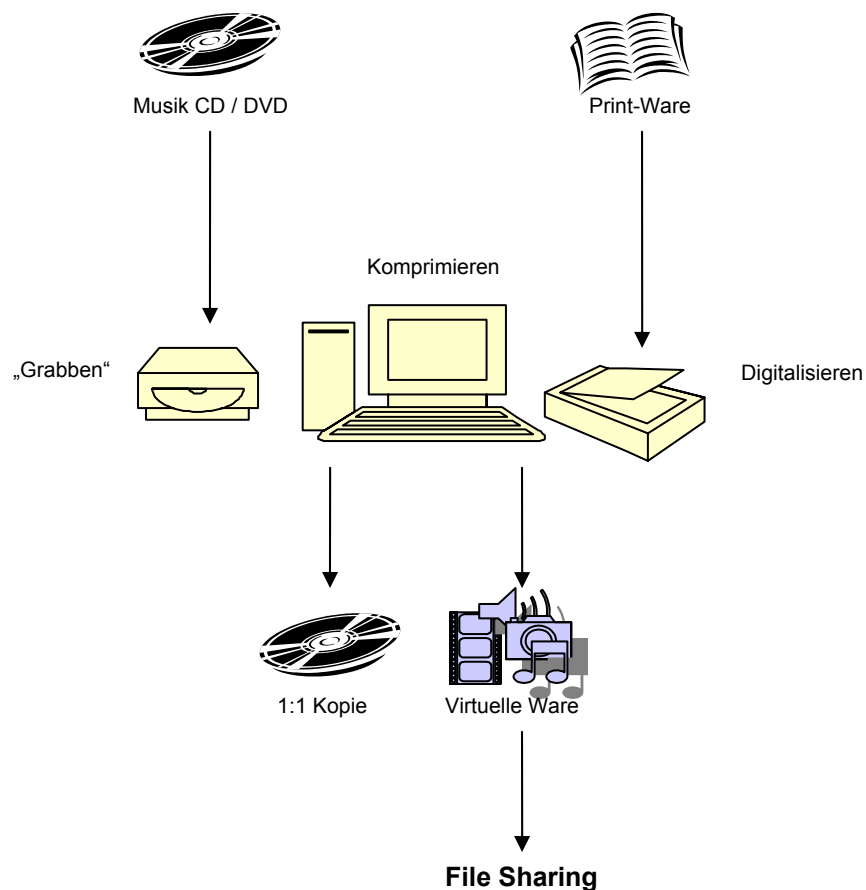 Musik CD / DVD
Print-Ware
Komprimieren
„Grabben“
Digitalisieren
1:1 Kopie
Virtuelle Ware
File Sharing